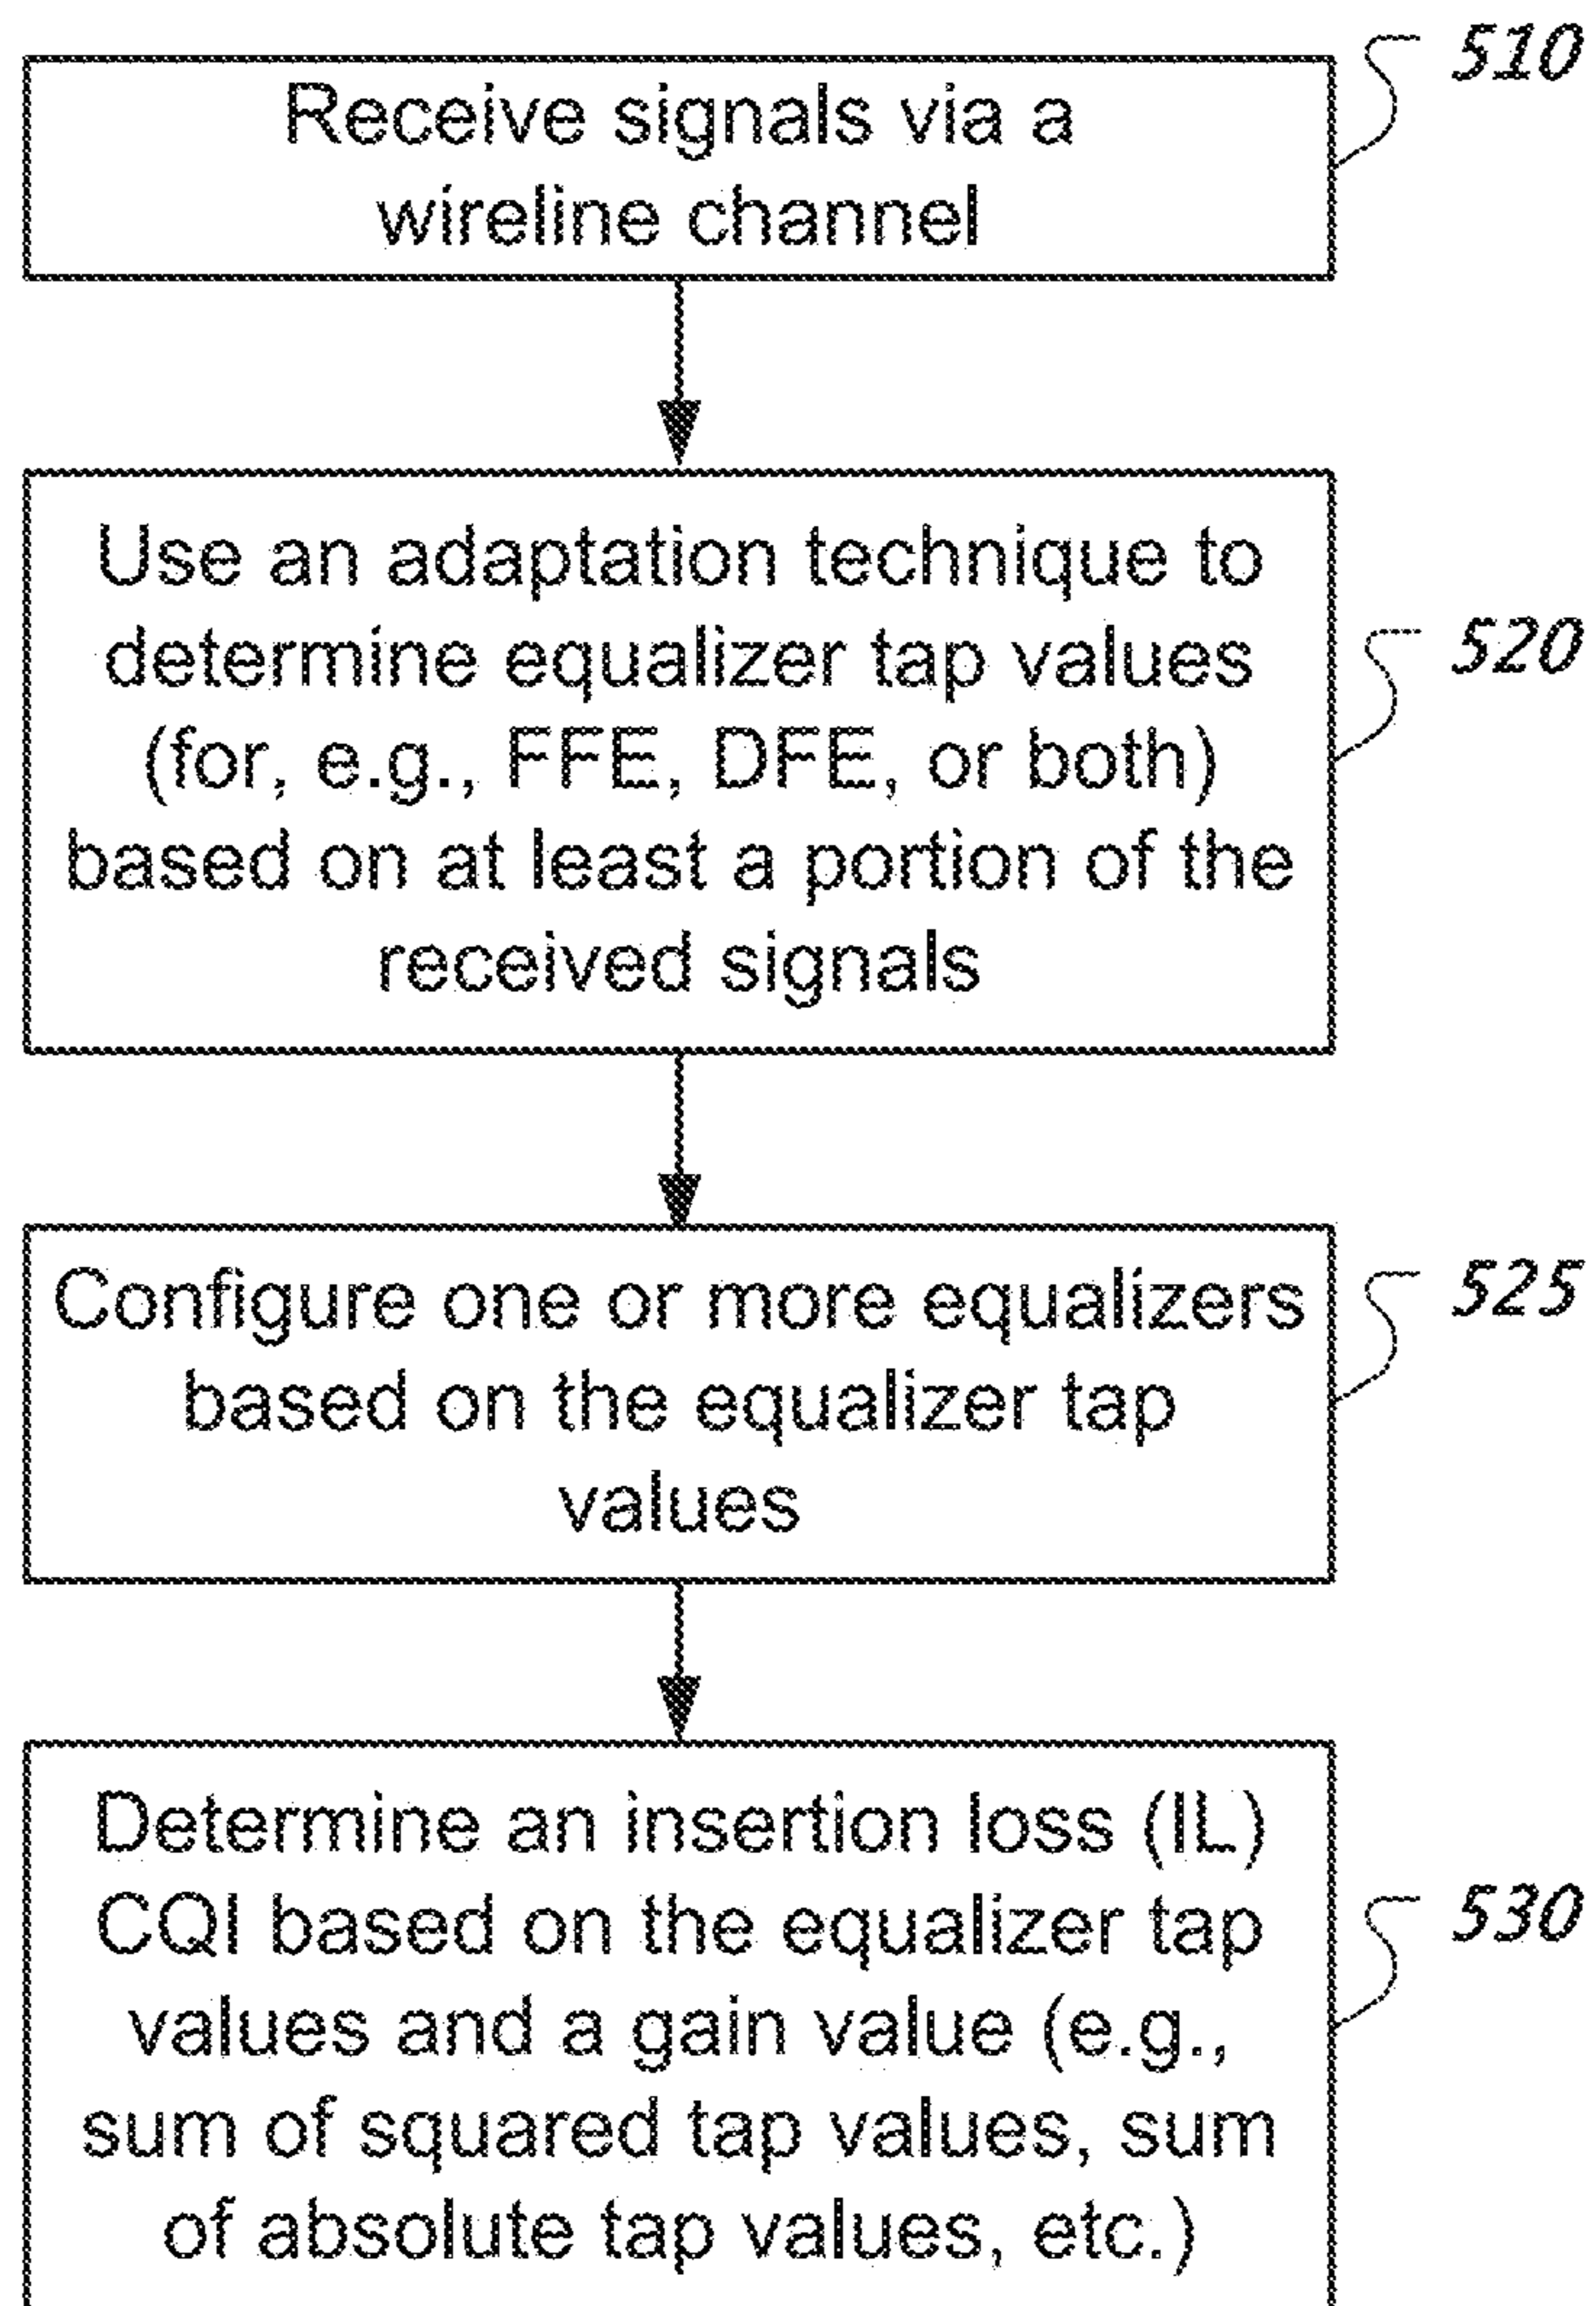 510
Receive signals via a
wireline channel
Use an adaptation technique to
determine equalizer tap values
(for, e.g., FFE, DFE, or both)
based on at least a portion of the
received signals
520
Configure one or more equalizers
based on the equalizer tap
values
525
Determine an insertion loss (IL)
CQI based on the equalizer tap
values and a gain value (e.g.,
sum of squared tap values, sum
of absolute tap values, etc.)
530